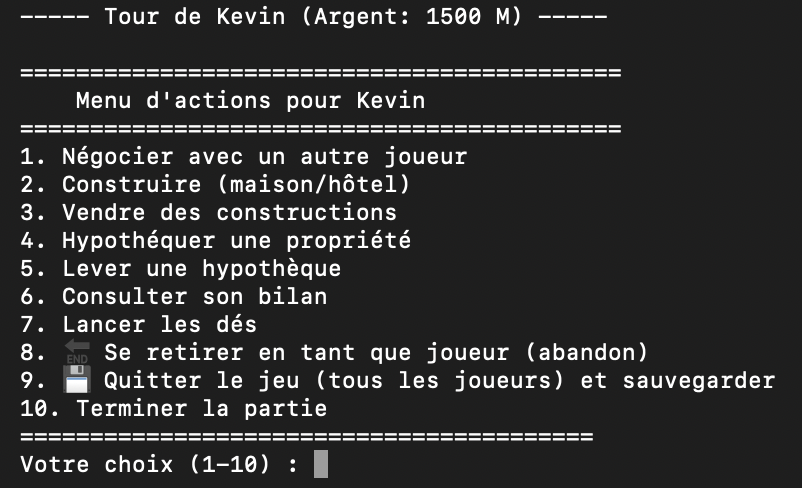 ----- Tour de Kevin (Argent: 1500 M) -----
===========================================
Menu d'actions pour Kevin
===========================================
1. Négocier avec un autre joueur
2. Construire (maison/hôtel)
3. Vendre des constructions
4. Hypothéquer une propriété
5. Lever une hypothèque
6. Consulter son bilan
7. Lancer les dés
8. 🔚 Se retirer en tant que joueur (abandon)
9. 💾 Quitter le jeu (tous les joueurs) et sauvegarder
10. Terminer la partie
=========================================
Votre choix (1-10) :